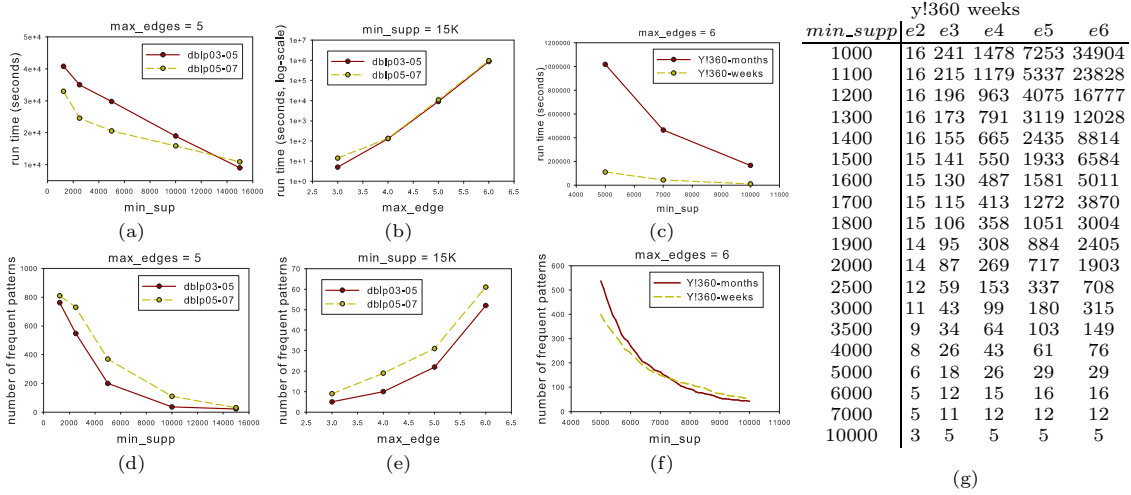 max_edges = 5
run time (seconds)
5e+4
4e+4
3e+4
2e+4
1e+4
dblp03-05
dblp05-07
0 2000 4000 6000 8000 10000 12000 14000 16000
min_sup
(a)
min_supp = 15K
run time (seconds, log-scale)
1e+7
1e+6
1e+5
1e+4
1e+3
1e+2
1e+1
1e+0
dblp03-05
dblp05-07
2.5 3.0 3.5 4.0 4.5 5.0 5.5 6.0 6.5
max_edge
(b)
max_edges = 6
run time (seconds)
1200000
1000000
800000
600000
400000
200000
0
Y!360-months
Y!360-weeks
4000 5000 6000 7000 8000 9000 10000 11000
min_sup
(c)
max_edges = 5
number of frequent patterns
1000
800
600
400
200
0
dblp03-05
dblp05-07
0 2000 4000 6000 8000 10000 12000 14000 16000
min_supp
(d)
min_supp = 15K
number of frequent patterns
70
60
50
40
30
20
10
0
dblp03-05
dblp05-07
2.5 3.0 3.5 4.0 4.5 5.0 5.5 6.0 6.5
max_edge
(e)
max_edges = 6
number of frequent patterns
600
500
400
300
200
100
0
Y!360-months
Y!360-weeks
4000 5000 6000 7000 8000 9000 10000 11000
min_sup
(f)
y!360 weeks
min_supp e2 e3 e4 e5 e6
1000 16 241 1478 7253 34904
1100 16 215 1179 5337 23828
1200 16 196 963 4075 16777
1300 16 173 791 3119 12028
1400 16 155 665 2435 8814
1500 15 141 550 1933 6584
1600 15 130 487 1581 5011
1700 15 115 413 1272 3870
1800 15 106 358 1051 3004
1900 14 95 308 884 2405
2000 14 87 269 717 1903
2500 12 59 153 337 708
3000 11 43 99 180 315
3500 9 34 64 103 149
4000 8 26 43 61 76
5000 6 18 26 29 29
6000 5 12 15 16 16
7000 5 11 12 12 12
10000 3 5 5 5 5
(g)